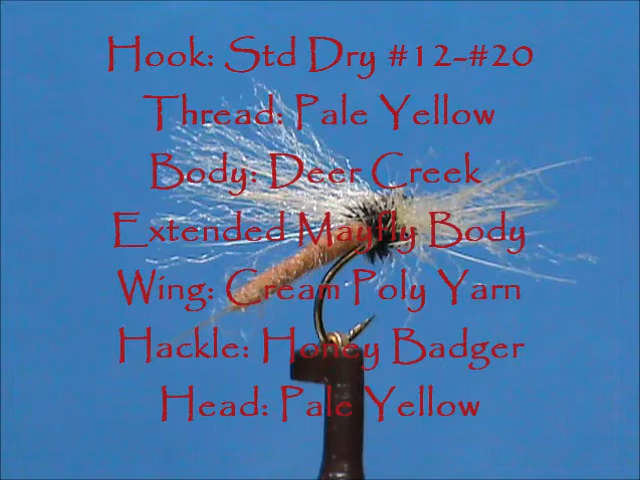 Hook: Std Dry #12-#20
Thread: Pale Yellow
Body: Deer Creek
Extended Mayfly Body
Wing: Cream Poly Yarn
Hackle: Honey Badger
Head: Pale Yellow